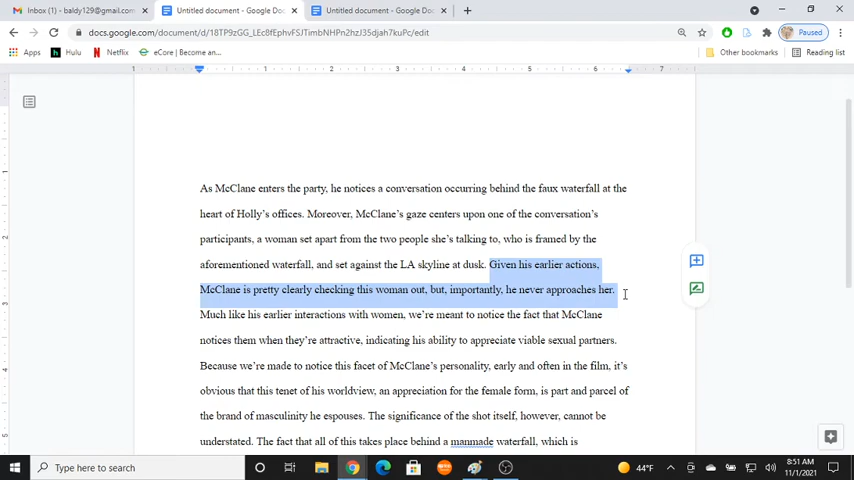 Inbox (1) - baldy129@gmail.com
Untitled document - Google Doc
Untitled document - Google Docs
docs.google.com/document/d/18TP9zGG_LEc8fEphvFSJTimbNHPn2hzJ35djah7kuPc/edit
Paused
Apps
Hulu
Netflix
eCore | Become an...
Other bookmarks
Reading list
1 1 2 3 4 5 6 7
As McClane enters the party, he notices a conversation occurring behind the faux waterfall at the
heart of Holly's offices. Moreover, McClane's gaze centers upon one of the conversation's
participants, a woman set apart from the two people she's talking to, who is framed by the
aforementioned waterfall, and set against the LA skyline at dusk. Given his earlier actions,
McClane is pretty clearly checking this woman out, but, importantly, he never approaches her.
Much like his earlier interactions with women, we're meant to notice the fact that McClane
notices them when they're attractive, indicating his ability to appreciate viable sexual partners.
Because we're made to notice this facet of McClane's personality, early and often in the film, it's
obvious that this tenet of his worldview, an appreciation for the female form, is part and parcel of
the brand of masculinity he espouses. The significance of the shot itself, however, cannot be
understated. The fact that all of this takes place behind a manmade waterfall, which is
Type here to search
44°F
8:51 AM
11/1/2021